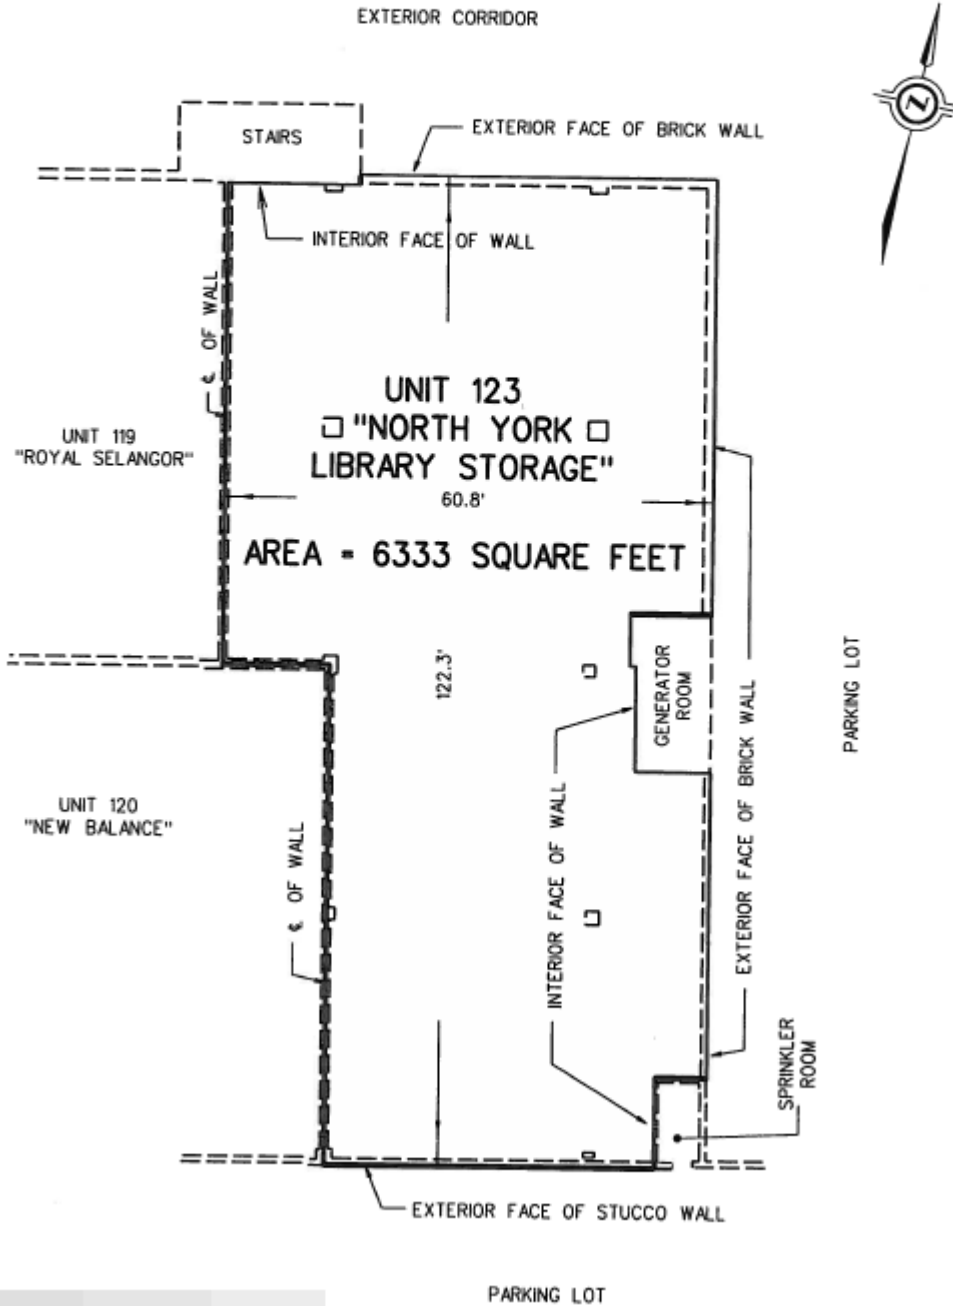 EXTERIOR CORRIDOR
STAIRS
EXTERIOR FACE OF BRICK WALL
N
INTERIOR FACE OF WALL
℄ OF WALL
UNIT 123
"NORTH YORK
LIBRARY STORAGE"
60.8'
AREA = 6333 SQUARE FEET
UNIT 119
"ROYAL SELANGOR"
122.3'
GENERATOR
ROOM
EXTERIOR FACE OF BRICK WALL
PARKING LOT
UNIT 120
"NEW BALANCE"
℄ OF WALL
INTERIOR FACE OF WALL
SPRINKLER
ROOM
EXTERIOR FACE OF STUCCO WALL
PARKING LOT